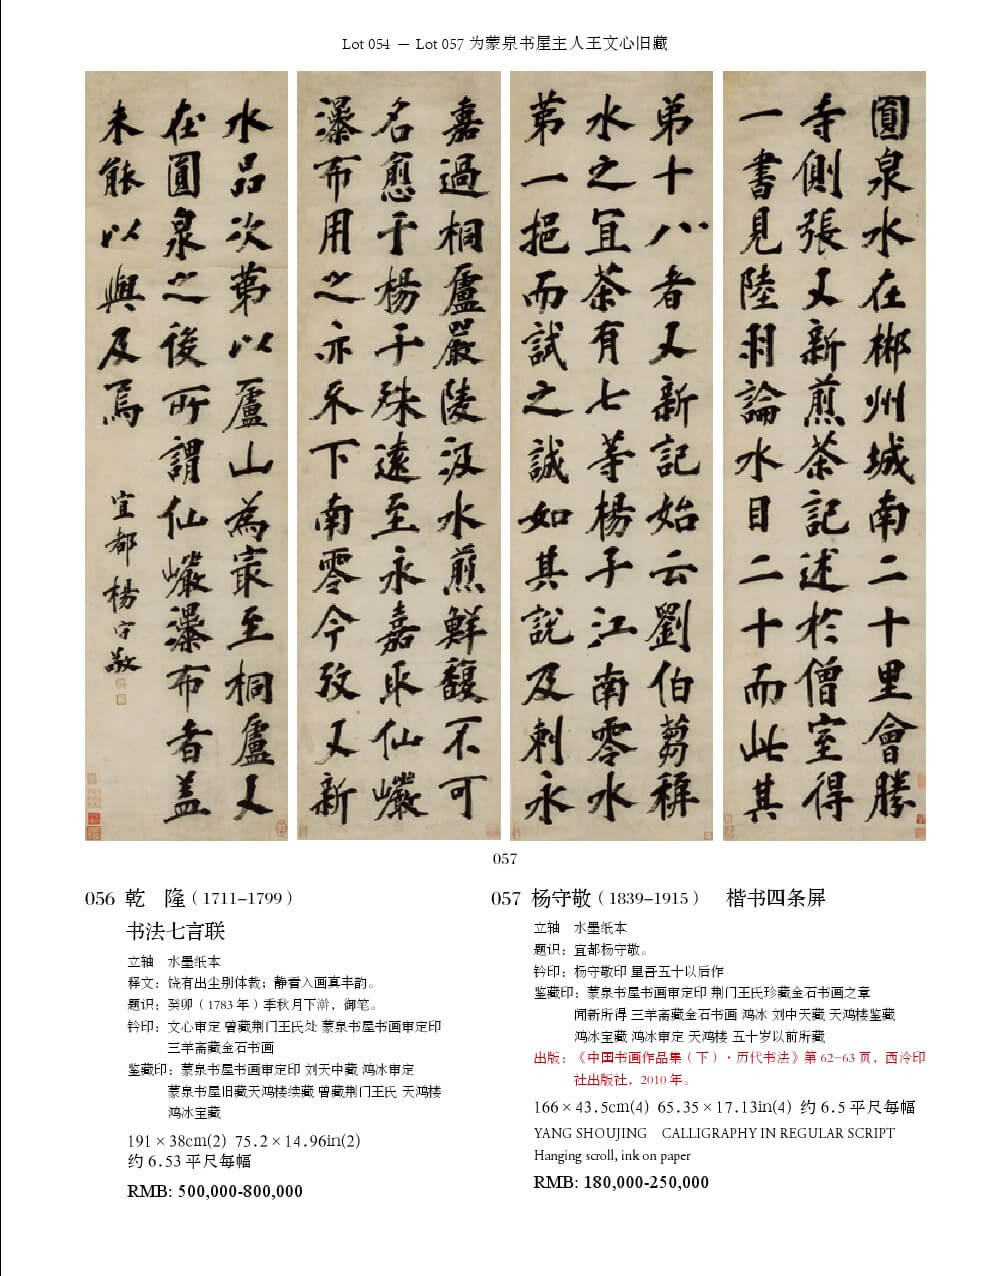 Lot 054 — Lot 057 为蒙泉书屋主人王文心旧藏
圓泉水在郴州城南二十里會勝
寺側張又新煎茶記述於僧室得
一書見陸羽論水目二十而此其
弟十八者又新記始云劉伯芻稱
水之宜茶有七等楊子江南零水
苐一挹而試之誠如其說及刺永
嘉過桐廬嚴陵汲水煎鮮馥不可
名愈于楊子殊遠至永嘉取仙巗
瀑布用之亦不下南零今攷又新
水品次苐以廬山為最至桐廬又
在圓泉之後所謂仙巗瀑布者蓋
未能以與及焉
宜都楊守敬
057
056 乾 隆（1711–1799）
书法七言联
立轴 水墨纸本
释文：饶有出尘别体裁；静看入画真丰韵。
题识：癸卯（1783 年）季秋月下澣，御笔。
钤印：文心审定 曾藏荆门王氏处 蒙泉书屋书画审定印
三羊斋藏金石书画
鉴藏印：蒙泉书屋书画审定印 刘天中藏 鸿冰审定
蒙泉书屋旧藏天鸿楼续藏 曾藏荆门王氏 天鸿楼
鸿冰宝藏
191 × 38cm(2) 75.2 × 14.96in(2)
约 6.53 平尺每幅
RMB: 500,000-800,000
057 杨守敬（1839–1915） 楷书四条屏
立轴 水墨纸本
题识：宜都杨守敬。
钤印：杨守敬印 星吾五十以后作
鉴藏印：蒙泉书屋书画审定印 荆门王氏珍藏金石书画之章
闻新所得 三羊斋藏金石书画 鸿冰 刘中天藏 天鸿楼鉴藏
鸿冰宝藏 鸿冰审定 天鸿楼 五十岁以前所藏
出版：《中国书画作品集（下）· 历代书法》第 62–63 页，西泠印
社出版社，2010 年。
166 × 43.5cm(4) 65.35 × 17.13in(4) 约 6.5 平尺每幅
YANG SHOUJING CALLIGRAPHY IN REGULAR SCRIPT
Hanging scroll, ink on paper
RMB: 180,000-250,000